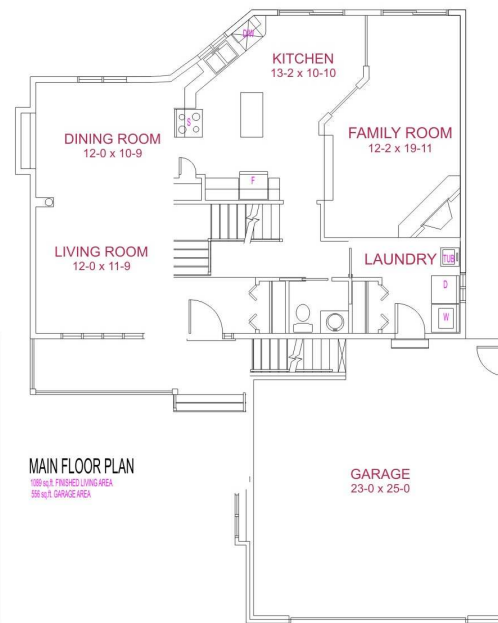 D/W
KITCHEN
13-2 x 10-10
S
DINING ROOM
12-0 x 10-9
FAMILY ROOM
12-2 x 19-11
F
LIVING ROOM
12-0 x 11-9
LAUNDRY
TUB
D
W
MAIN FLOOR PLAN
1089 sq.ft. FINISHED LIVING AREA
556 sq.ft. GARAGE AREA
GARAGE
23-0 x 25-0